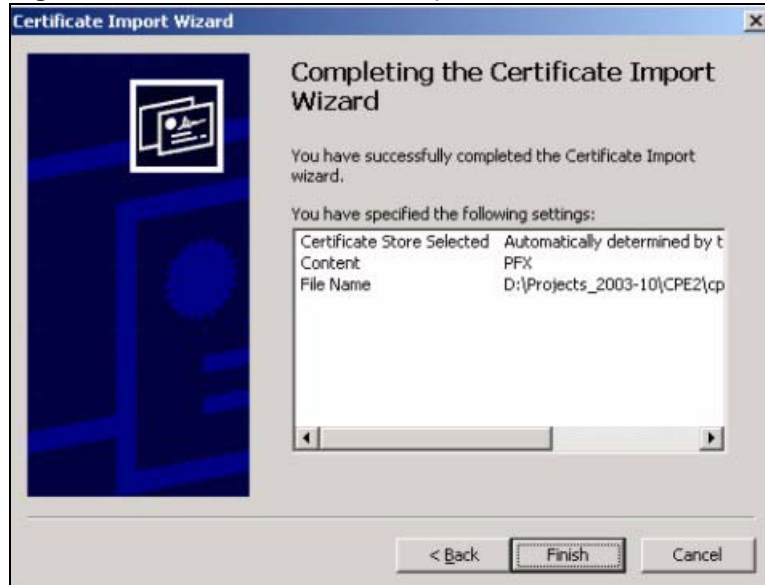 Certificate Import Wizard
Completing the Certificate Import
Wizard
You have successfully completed the Certificate Import
wizard.
You have specified the following settings:
Certificate Store Selected Automatically determined by t
Content PFX
File Name D:\Projects_2003-10\CPE2\cp
< Back Finish Cancel